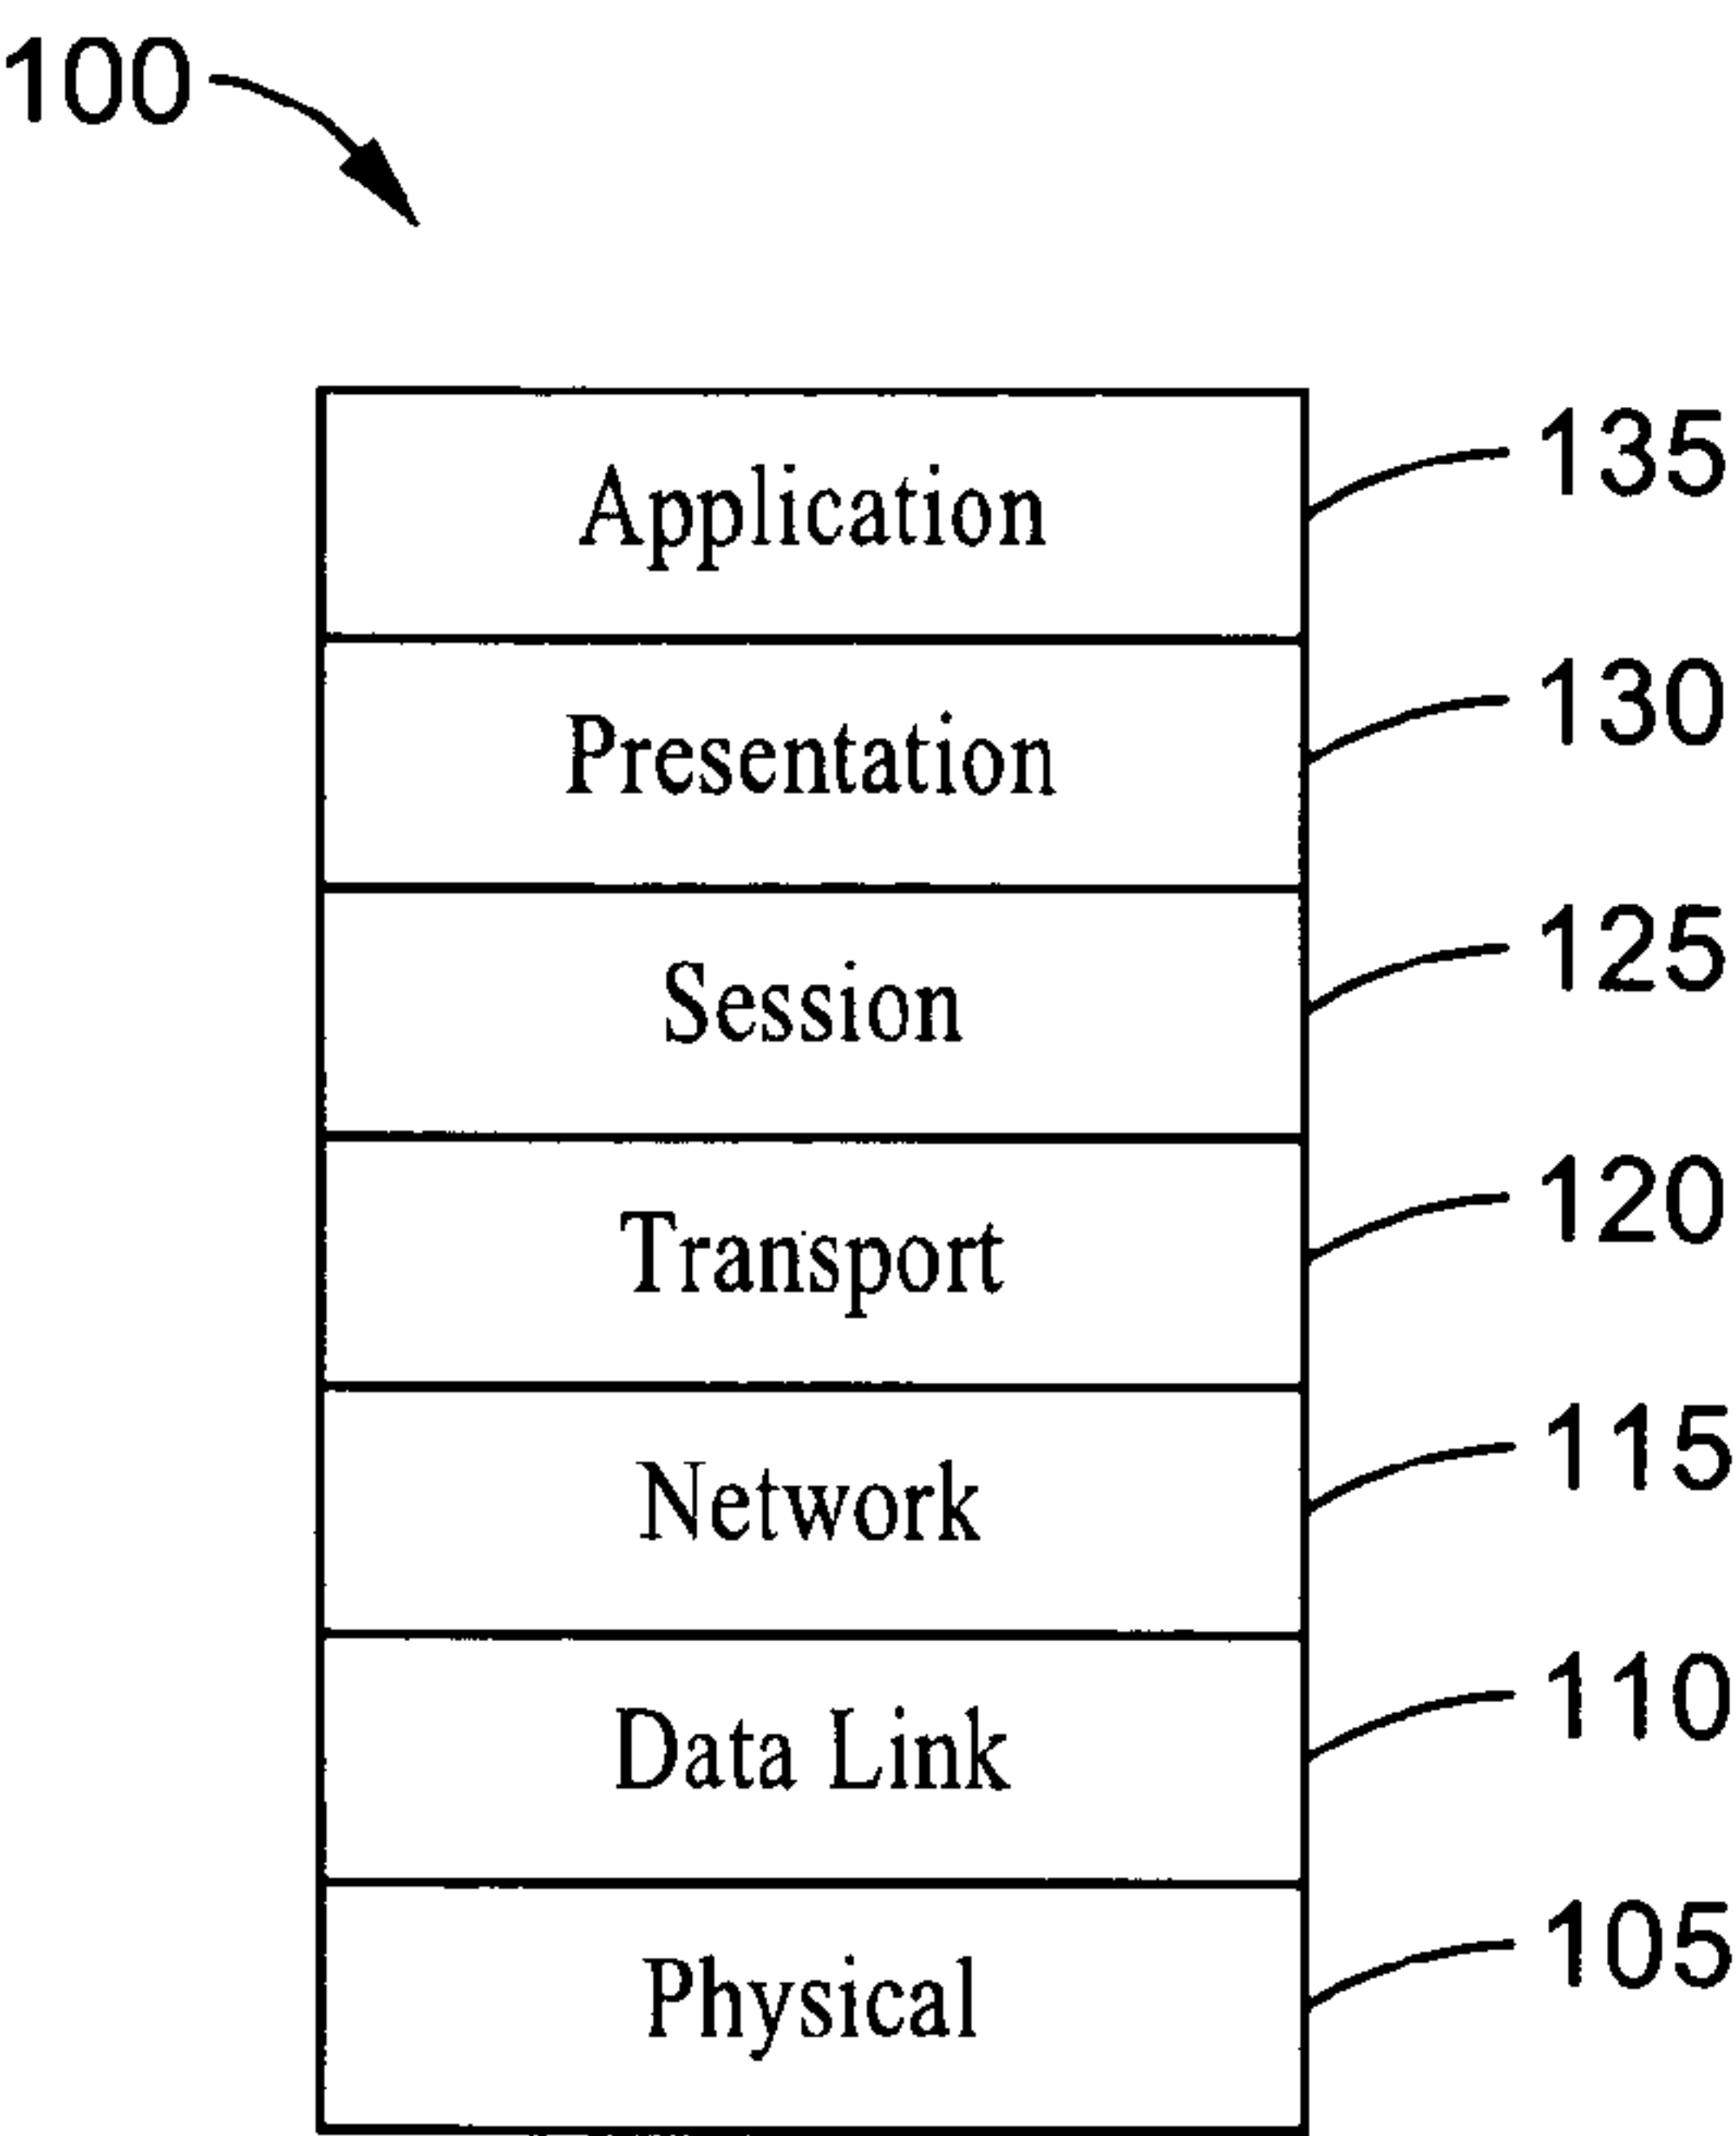 100
Application 135
Presentation 130
Session 125
Transport 120
Network 115
Data Link 110
Physical 105